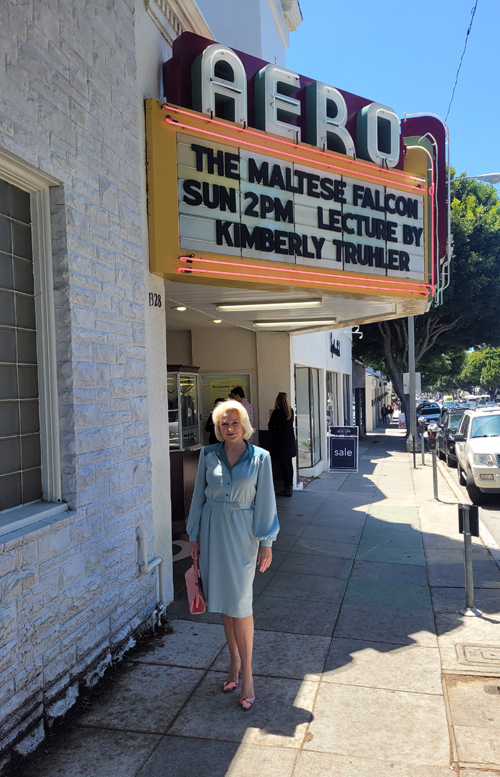 AERO
THE MALTESE FALCON
SUN 2PM LECTURE BY
KIMBERLY TRUHLER
1328
sale